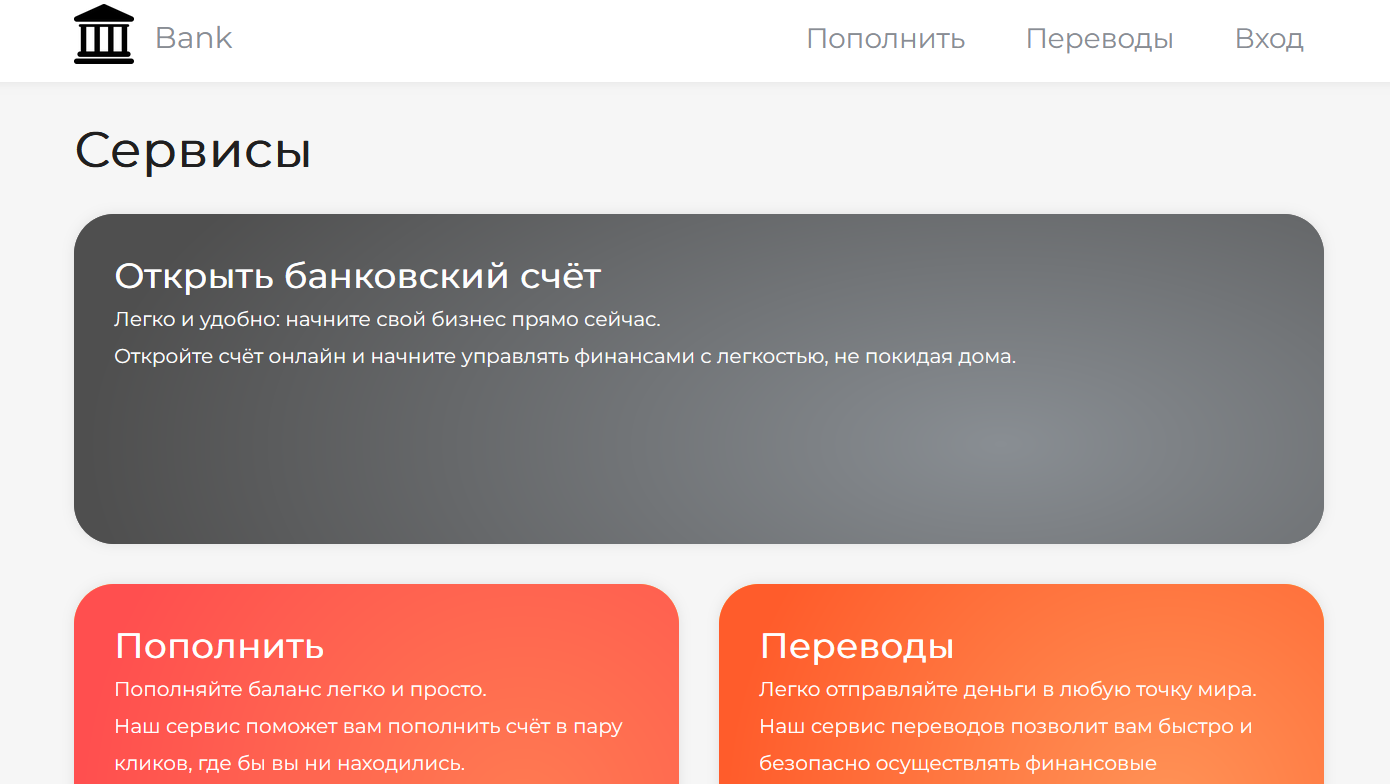 Bank
Пополнить
Переводы
Вход
Сервисы
Открыть банковский счёт
Легко и удобно: начните свой бизнес прямо сейчас.
Откройте счёт онлайн и начните управлять финансами с легкостью, не покидая дома.
Пополнить
Пополняйте баланс легко и просто.
Наш сервис поможет вам пополнить счёт в пару
кликов, где бы вы ни находились.
Переводы
Легко отправляйте деньги в любую точку мира.
Наш сервис переводов позволит вам быстро и
безопасно осуществлять финансовые